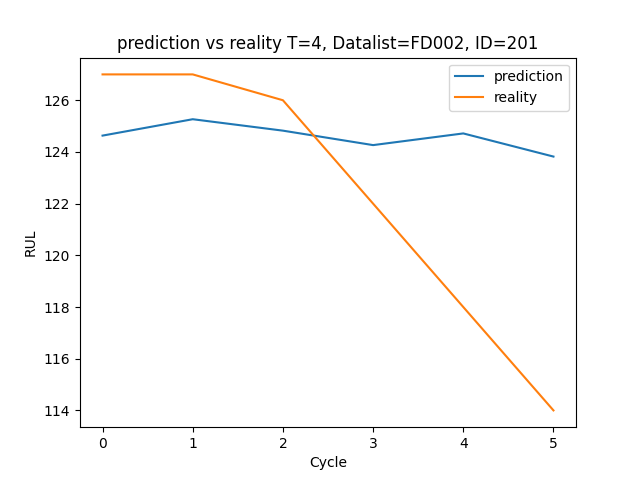 prediction vs reality T=4, Datalist=FD002, ID=201
prediction
reality
126
124
122
120
118
116
114
RUL
0 1 2 3 4 5
Cycle